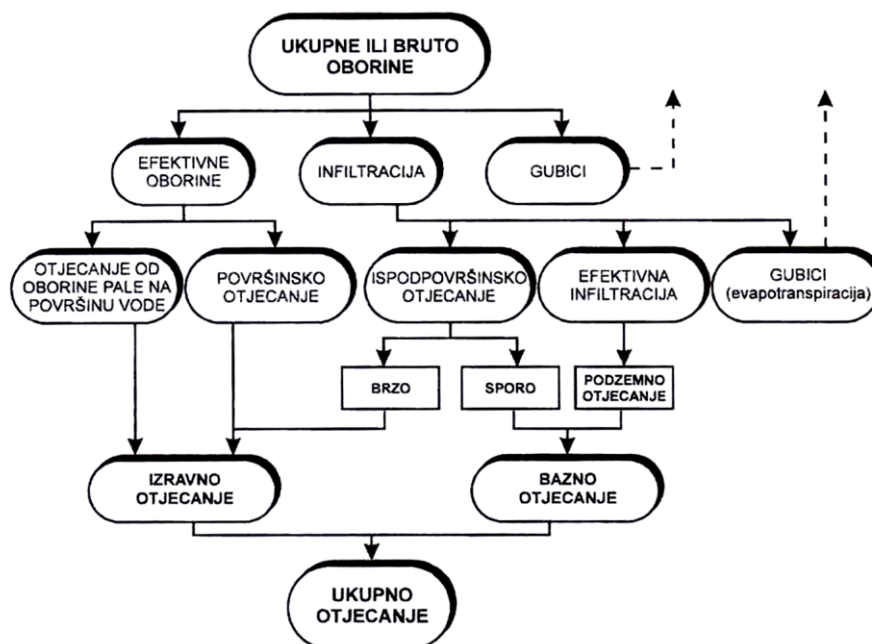 UKUPNE ILI BRUTO
OBORINE
EFEKTIVNE
OBORINE
INFILTRACIJA
GUBICI
OTJECANJE OD
OBORINE PALE NA
POVRŠINU VODE
POVRŠINSKO
OTJECANJE
ISPODPOVRŠINSKO
OTJECANJE
EFEKTIVNA
INFILTRACIJA
GUBICI
(evapotranspiracija)
BRZO
SPORO
PODZEMNO
OTJECANJE
IZRAVNO
OTJECANJE
BAZNO
OTJECANJE
UKUPNO
OTJECANJE